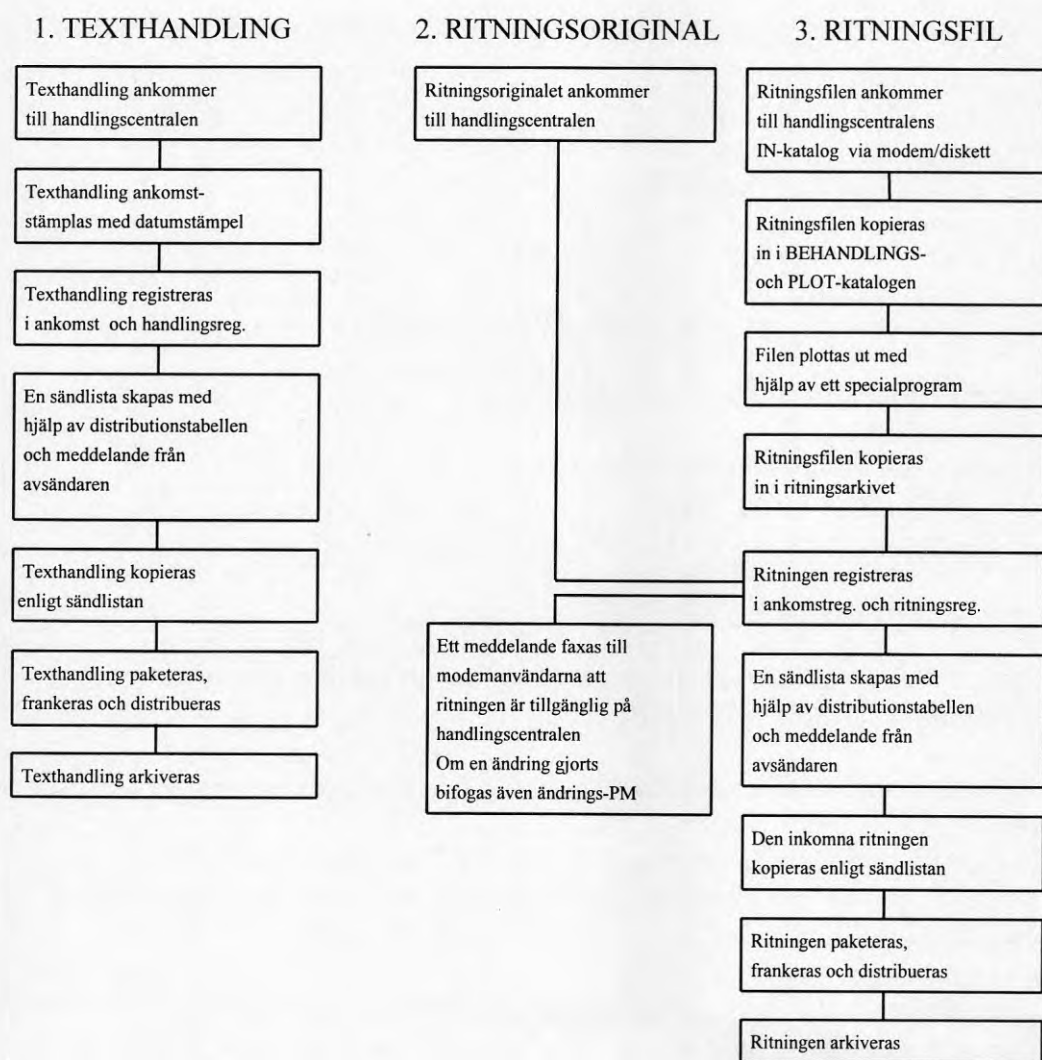 1. TEXTHANDLING
Texthandling ankommer
till handlingscentralen
Texthandling ankomst-
stämplas med datumstämpel
Texthandling registreras
i ankomst och handlingsreg.
En sändlista skapas med
hjälp av distributionstabellen
och meddelande från
avsändaren
Texthandling kopieras
enligt sändlistan
Texthandling paketeras,
frankeras och distribueras
Texthandling arkiveras
2. RITNINGSORIGINAL
Ritningsoriginalet ankommer
till handlingscentralen
Ett meddelande faxas till
modemanvändarna att
ritningen är tillgänglig på
handlingscentralen
Om en ändring gjorts
bifogas även ändrings-PM
3. RITNINGSFIL
Ritningsfilen ankommer
till handlingscentralens
IN-katalog via modem/diskett
Ritningsfilen kopieras
in i BEHANDLINGS-
och PLOT-katalogen
Filen plottas ut med
hjälp av ett specialprogram
Ritningsfilen kopieras
in i ritningsarkivet
Ritningen registreras
i ankomstreg. och ritningsreg.
En sändlista skapas med
hjälp av distributionstabellen
och meddelande från
avsändaren
Den inkomna ritningen
kopieras enligt sändlistan
Ritningen paketeras,
frankeras och distribueras
Ritningen arkiveras